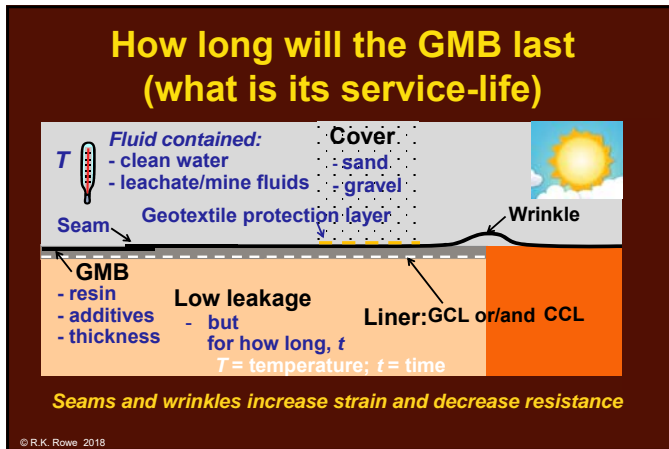 How long will the GMB last
(what is its service-life)
T
Fluid contained:
- clean water
- leachate/mine fluids
Cover
- sand
- gravel
Geotextile protection layer
Seam
Wrinkle
GMB
- resin
- additives
- thickness
Low leakage
- but
for how long, t
Liner: GCL or/and CCL
T = temperature; t = time
Seams and wrinkles increase strain and decrease resistance
© R.K. Rowe 2018